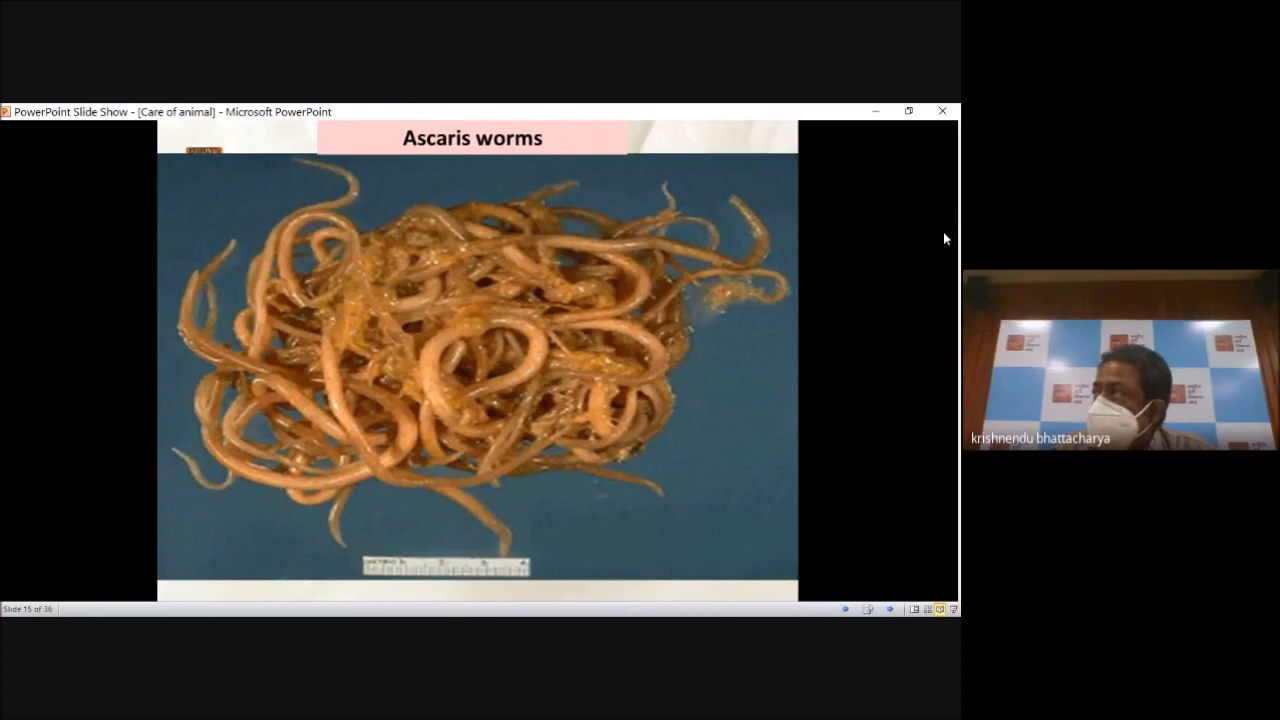 PowerPoint Slide Show - [Care of animal] - Microsoft PowerPoint
Ascaris worms
krishnendu bhattacharya
Slide 15 of 36